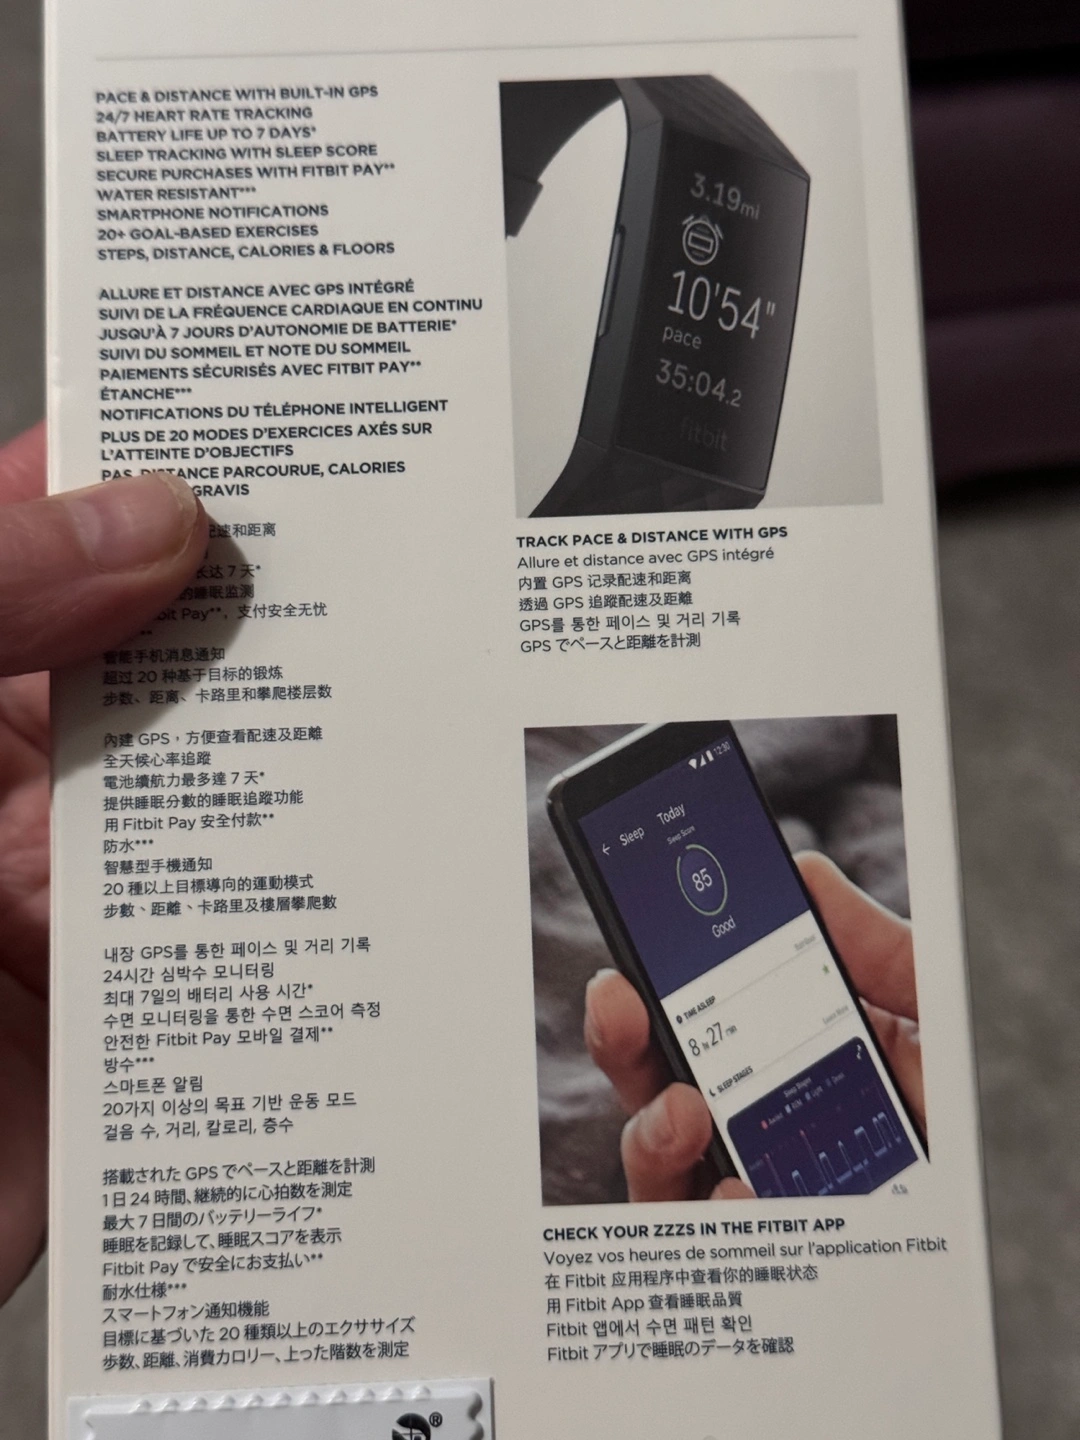 PACE & DISTANCE WITH BUILT-IN GPS
24/7 HEART RATE TRACKING
BATTERY LIFE UP TO 7 DAYS*
SLEEP TRACKING WITH SLEEP SCORE
SECURE PURCHASES WITH FITBIT PAY**
WATER RESISTANT***
SMARTPHONE NOTIFICATIONS
20+ GOAL-BASED EXERCISES
STEPS, DISTANCE, CALORIES & FLOORS
ALLURE ET DISTANCE AVEC GPS INTÉGRÉ
SUIVI DE LA FRÉQUENCE CARDIAQUE EN CONTINU
JUSQU'À 7 JOURS D'AUTONOMIE DE BATTERIE*
SUIVI DU SOMMEIL ET NOTE DU SOMMEIL
PAIEMENTS SÉCURISÉS AVEC FITBIT PAY**
ÉTANCHE***
NOTIFICATIONS DU TÉLÉPHONE INTELLIGENT
PLUS DE 20 MODES D'EXERCICES AXÉS SUR
L'ATTEINTE D'OBJECTIFS
PAS, DISTANCE PARCOURUE, CALORIES
GRAVIS
配速和距离
长达 7 天*
的睡眠监测
Pay**，支付安全无忧
**
智能手机消息通知
超过 20 种基于目标的锻炼
步数、距离、卡路里和攀爬楼层数
內建 GPS，方便查看配速及距離
全天候心率追蹤
電池續航力最多達 7 天*
提供睡眠分數的睡眠追蹤功能
用 Fitbit Pay 安全付款**
防水***
智慧型手機通知
20 種以上目標導向的運動模式
步數、距離、卡路里及樓層攀爬數
내장 GPS를 통한 페이스 및 거리 기록
24시간 심박수 모니터링
최대 7일의 배터리 사용 시간*
수면 모니터링을 통한 수면 스코어 측정
안전한 Fitbit Pay 모바일 결제**
방수***
스마트폰 알림
20가지 이상의 목표 기반 운동 모드
걸음 수, 거리, 칼로리, 층수
搭載された GPS でペースと距離を計測
1日 24 時間、継続的に心拍数を測定
最大 7 日間のバッテリーライフ*
睡眠を記録して、睡眠スコアを表示
Fitbit Pay で安全にお支払い**
耐水仕様***
スマートフォン通知機能
目標に基づいた 20 種類以上のエクササイズ
歩数、距離、消費カロリー、上った階数を測定
®
3.19mi
10'54"
pace
35:04.2
fitbit
TRACK PACE & DISTANCE WITH GPS
Allure et distance avec GPS intégré
内置 GPS 记录配速和距离
透過 GPS 追蹤配速及距離
GPS를 통한 페이스 및 거리 기록
GPS でペースと距離を計測
12:30
← Sleep Today
Sleep Score
85
Good
TIME ASLEEP
8 hr 27 min
SLEEP STAGES
Sleep Stages
CHECK YOUR ZZZS IN THE FITBIT APP
Voyez vos heures de sommeil sur l'application Fitbit
在 Fitbit 应用程序中查看你的睡眠状态
用 Fitbit App 查看睡眠品質
Fitbit 앱에서 수면 패턴 확인
Fitbit アプリで睡眠のデータを確認